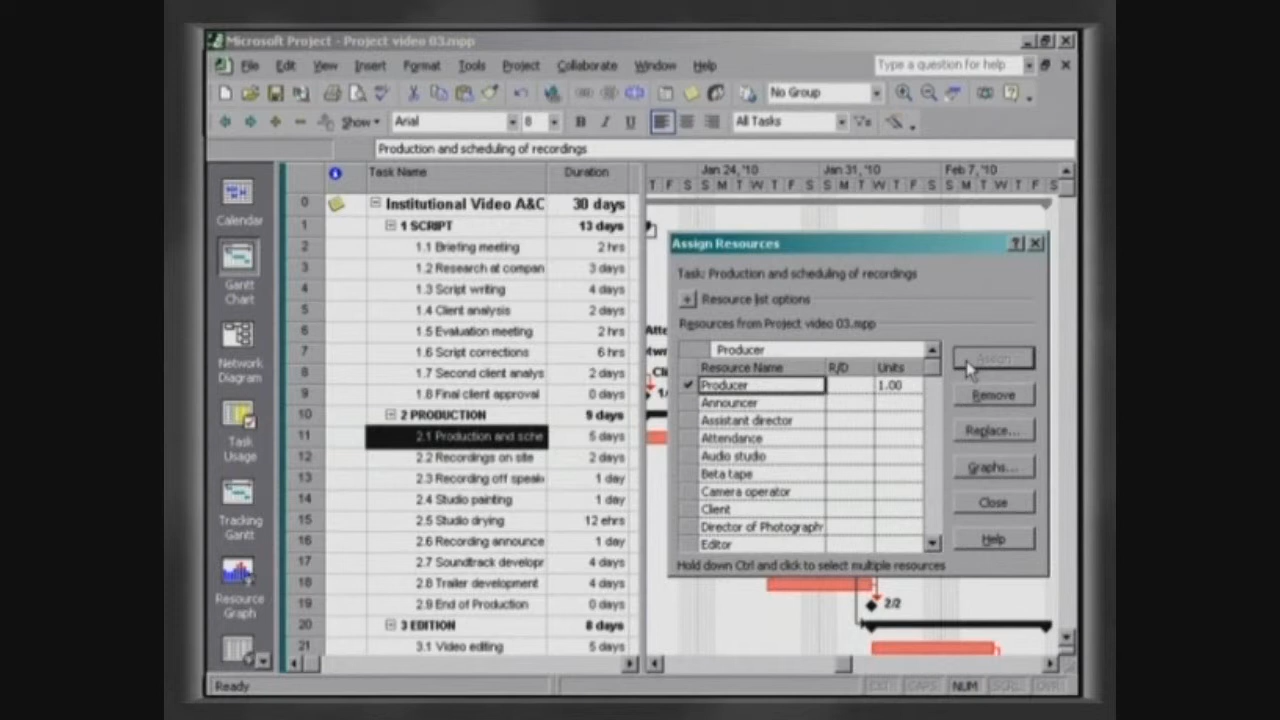 Microsoft Project - Project video 03.mpp
File Edit View Insert Format Tools Project Collaborate Window Help
Type a question for help
No Group
Show Arial 8 B I U All Tasks
Production and scheduling of recordings
Task Name Duration
Jan 24, '10 Jan 31, '10 Feb 7, '10
T F S S M T W T F S S M T W T F S S M T W T F S
0 Institutional Video A&C 30 days
1 1 SCRIPT 13 days
2 1.1 Briefing meeting 2 hrs
3 1.2 Research at compan 3 days
4 1.3 Script writing 4 days
5 1.4 Client analysis 2 days
6 1.5 Evaluation meeting 2 hrs
7 1.6 Script corrections 6 hrs
8 1.7 Second client analys 2 days
9 1.8 Final client approval 0 days
10 2 PRODUCTION 9 days
11 2.1 Production and sche 5 days
12 2.2 Recordings on site 2 days
13 2.3 Recording off speak 1 day
14 2.4 Studio painting 1 day
15 2.5 Studio drying 12 ehrs
16 2.6 Recording announce 1 day
17 2.7 Soundtrack developr 4 days
18 2.8 Trailer development 4 days
19 2.9 End of Production 0 days
20 3 EDITION 8 days
21 3.1 Video editing 5 days
Calendar
Gantt
Chart
Network
Diagram
Task
Usage
Tracking
Gantt
Resource
Graph
Assign Resources
Task: Production and scheduling of recordings
Resource list options
Resources from Project video 03.mpp
Producer
Resource Name R/D Units
Producer 1.00
Announcer
Assistant director
Attendance
Audio studio
Beta tape
Camera operator
Client
Director of Photography
Editor
Assign
Remove
Replace...
Graphs...
Close
Help
Hold down Ctrl and click to select multiple resources
2/2
Ready
EXT CAPS NUM SCRL OVR